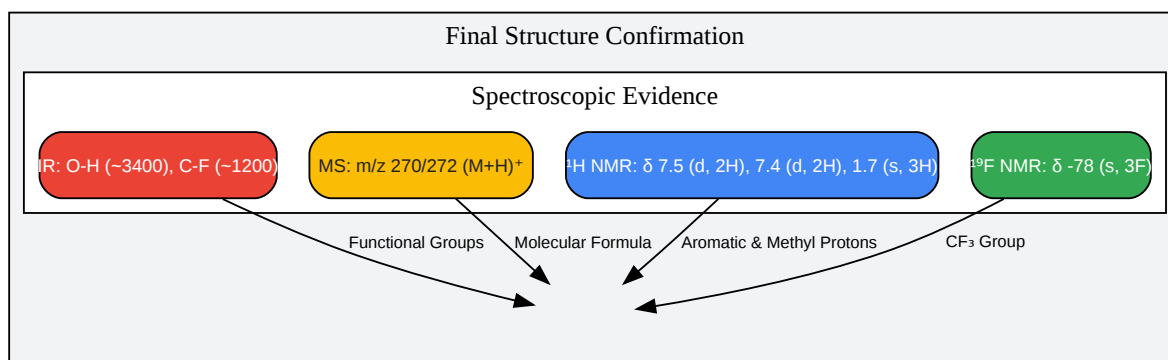 Final Structure Confirmation
Spectroscopic Evidence
IR: O-H (~3400), C-F (~1200)
MS: m/z 270/272 (M+H)⁺
¹H NMR: δ 7.5 (d, 2H), 7.4 (d, 2H), 1.7 (s, 3H)
¹⁹F NMR: δ -78 (s, 3F)
Functional Groups
Molecular Formula
Aromatic & Methyl Protons
CF₃ Group